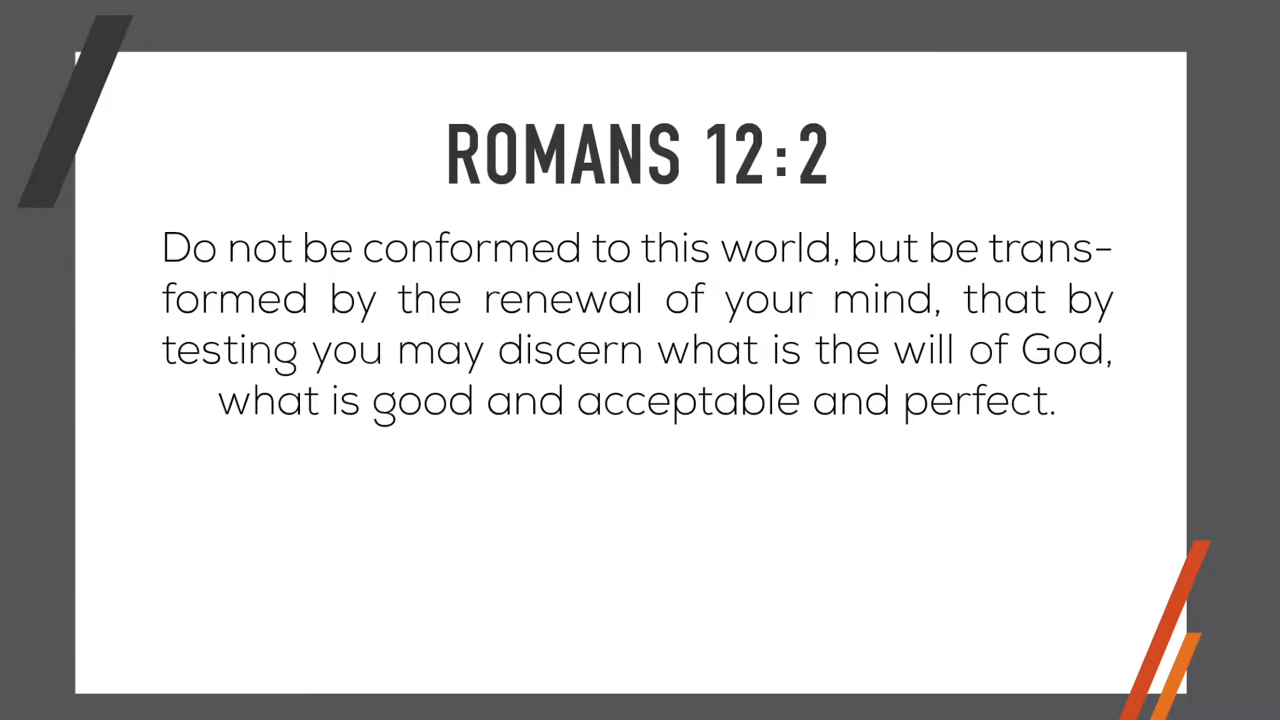 ROMANS 12:2
Do not be conformed to this world, but be trans-
formed by the renewal of your mind, that by
testing you may discern what is the will of God,
what is good and acceptable and perfect.